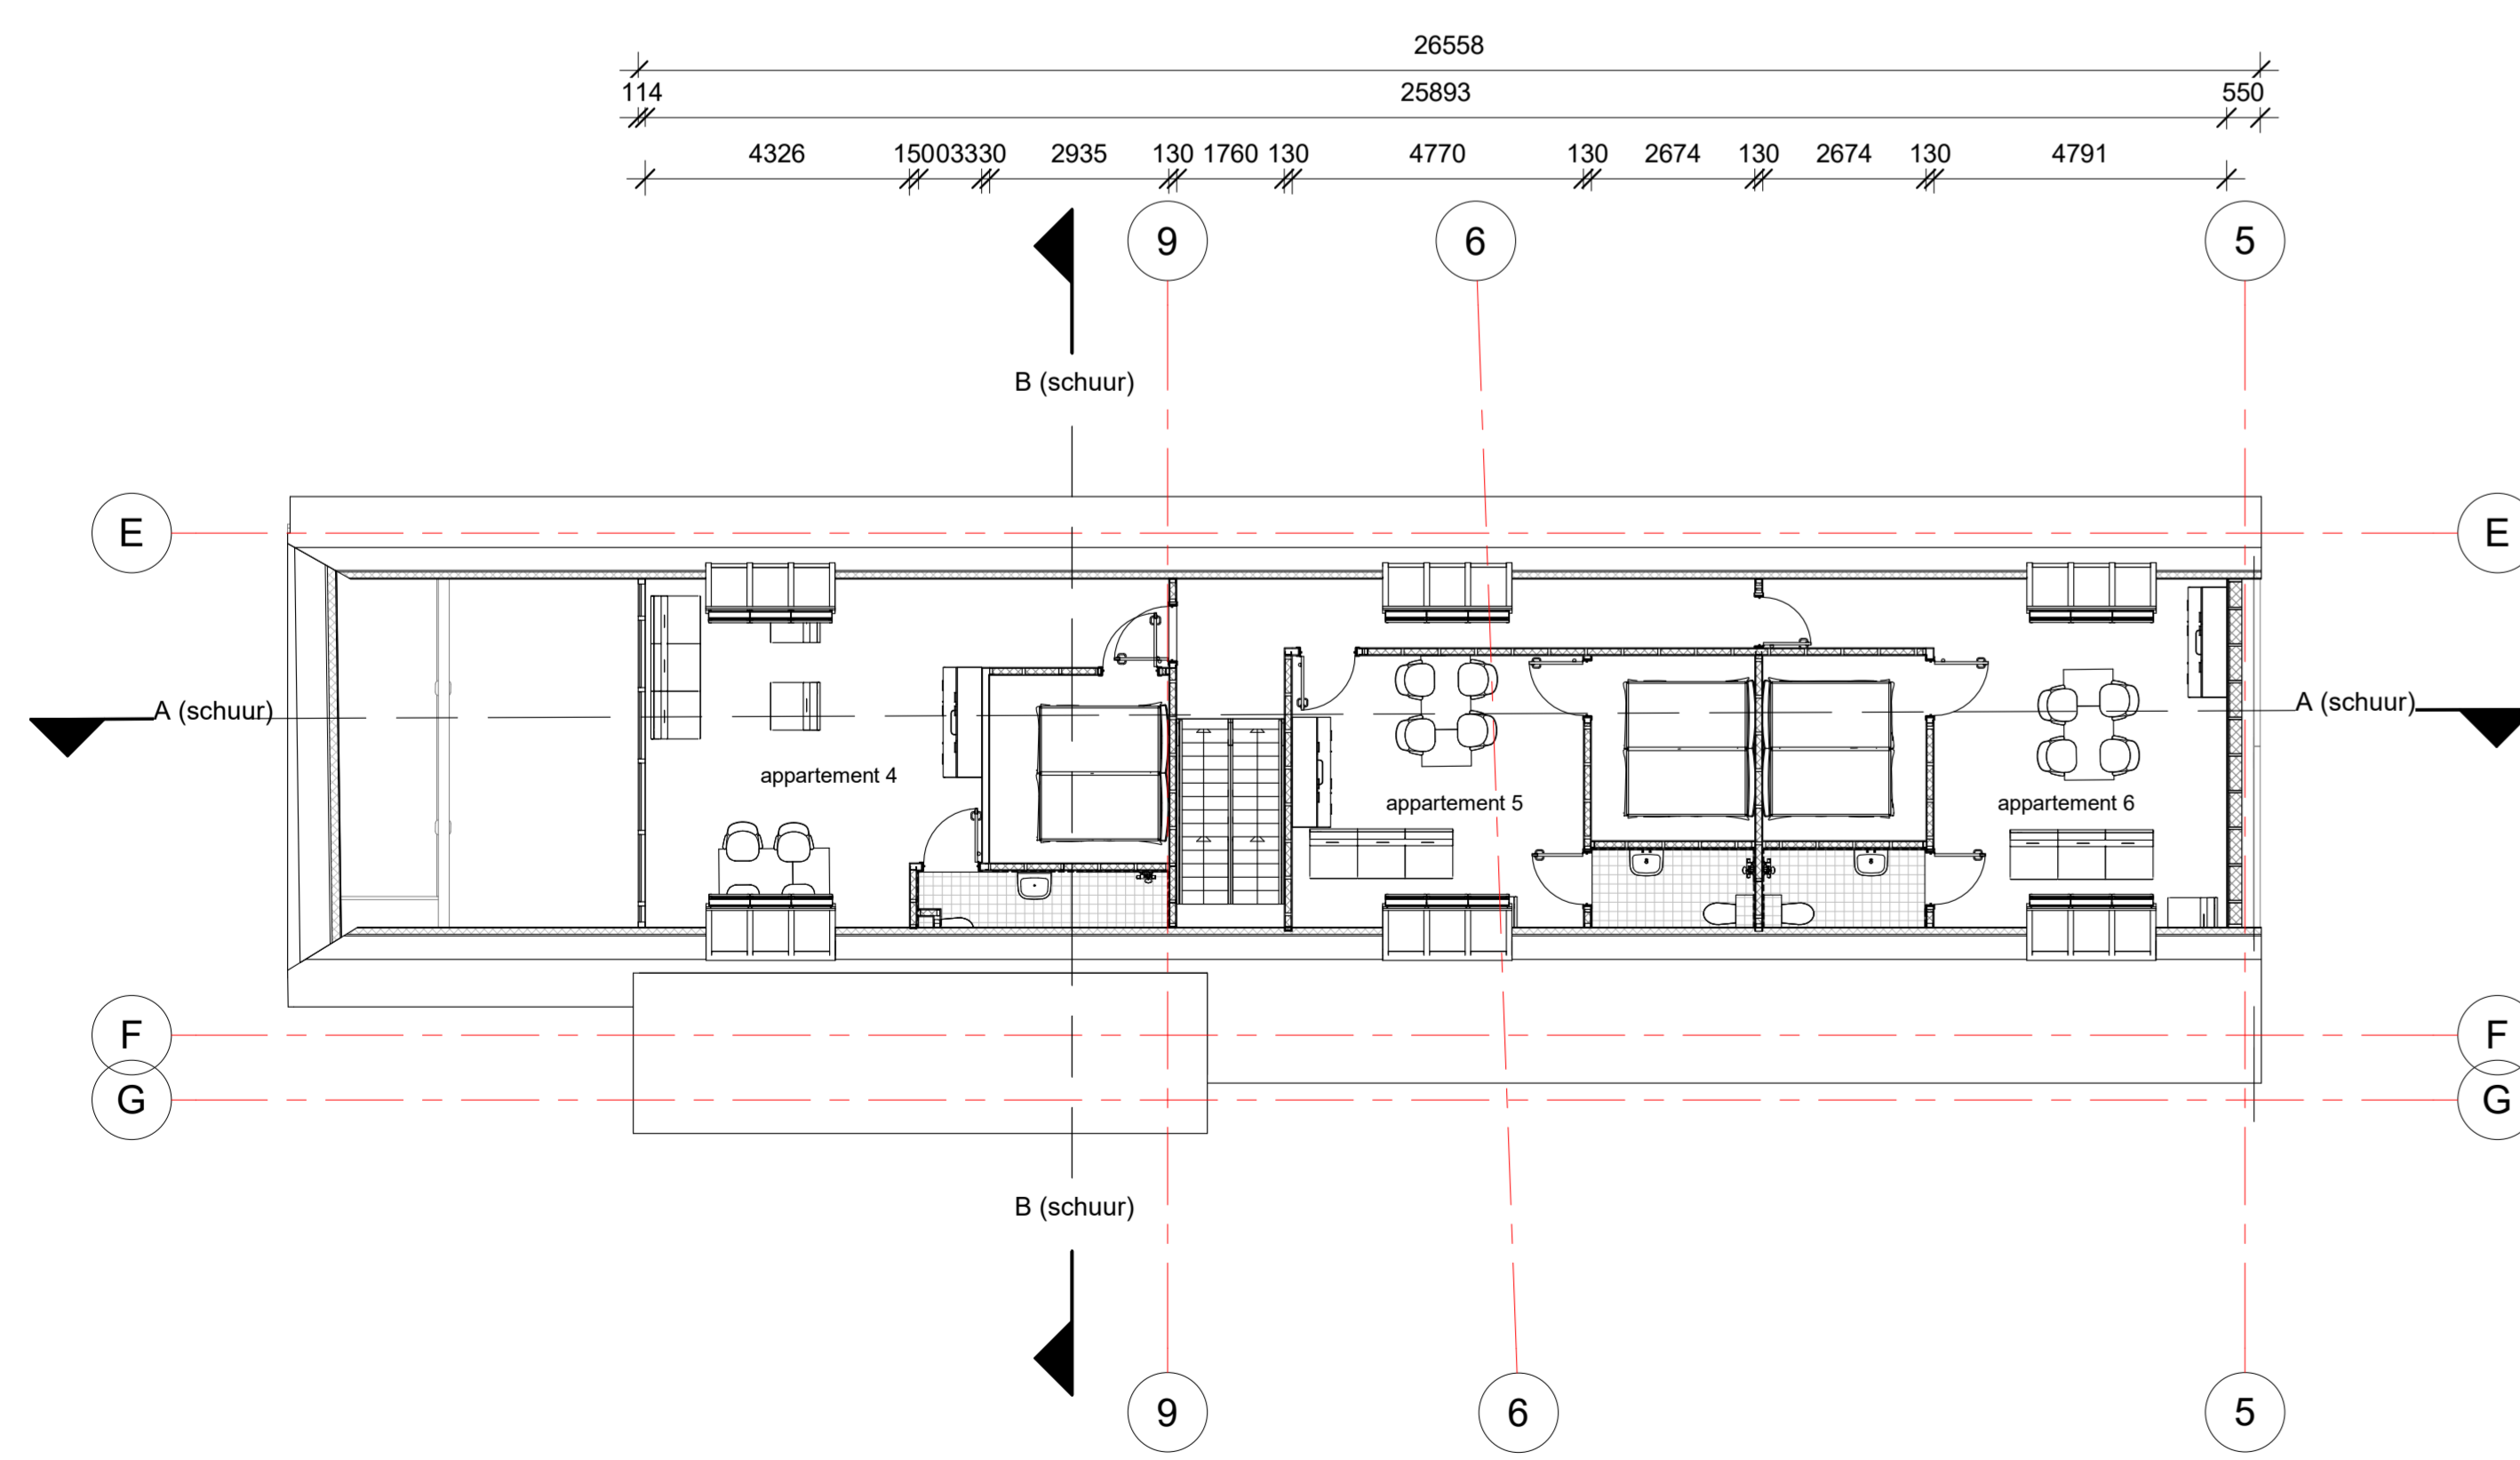 26558
114 25893 550
4326 15003330 2935 130 1760 130 4770 130 2674 130 2674 130 4791
9 6 5
B (schuur)
E E
A (schuur) A (schuur)
appartement 4 appartement 5 appartement 6
F F
G G
B (schuur)
9 6 5